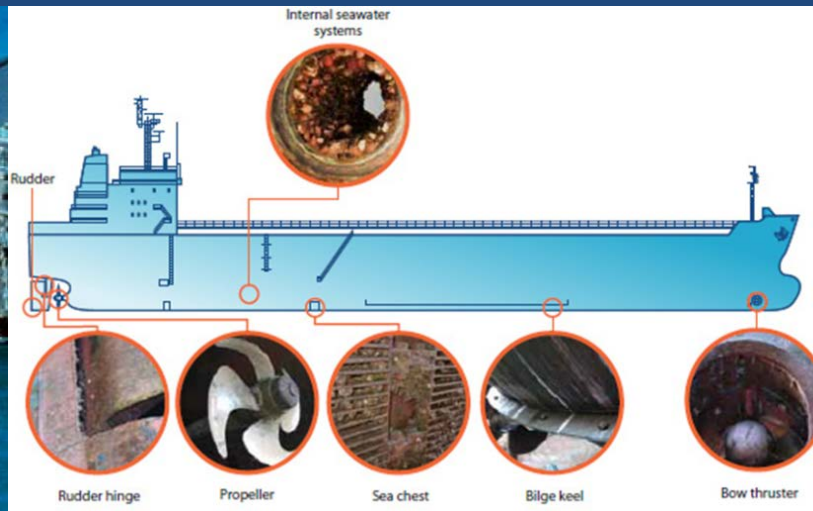 Internal seawater
systems
Rudder
Rudder hinge
Propeller
Sea chest
Bilge keel
Bow thruster